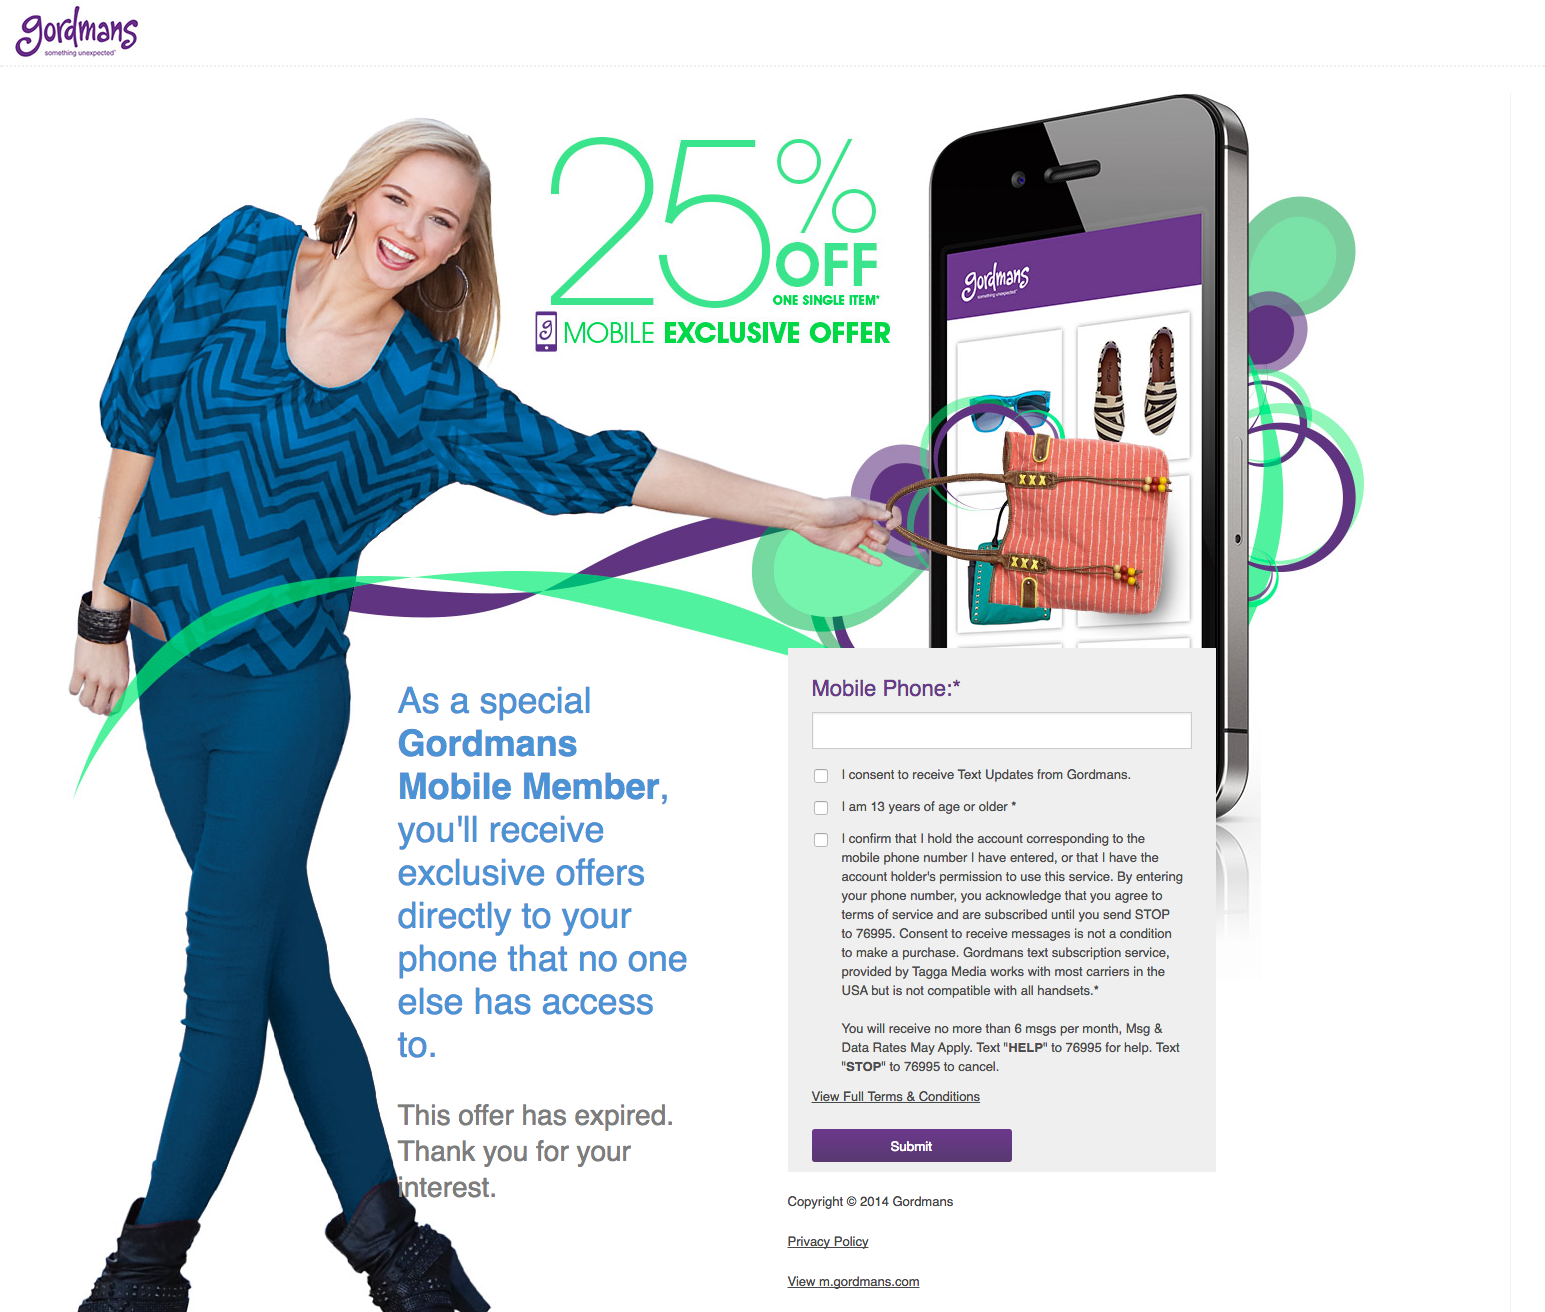 gordmans
something unexpected
25%
OFF
ONE SINGLE ITEM*
g MOBILE EXCLUSIVE OFFER
gordmans
something unexpected
As a special
Gordmans
Mobile Member,
you'll receive
exclusive offers
directly to your
phone that no one
else has access
to.
This offer has expired.
Thank you for your
interest.
Mobile Phone:*
I consent to receive Text Updates from Gordmans.
I am 13 years of age or older *
I confirm that I hold the account corresponding to the
mobile phone number I have entered, or that I have the
account holder's permission to use this service. By entering
your phone number, you acknowledge that you agree to
terms of service and are subscribed until you send STOP
to 76995. Consent to receive messages is not a condition
to make a purchase. Gordmans text subscription service,
provided by Tagga Media works with most carriers in the
USA but is not compatible with all handsets.*
You will receive no more than 6 msgs per month, Msg &
Data Rates May Apply. Text "HELP" to 76995 for help. Text
"STOP" to 76995 to cancel.
View Full Terms & Conditions
Submit
Copyright © 2014 Gordmans
Privacy Policy
View m.gordmans.com